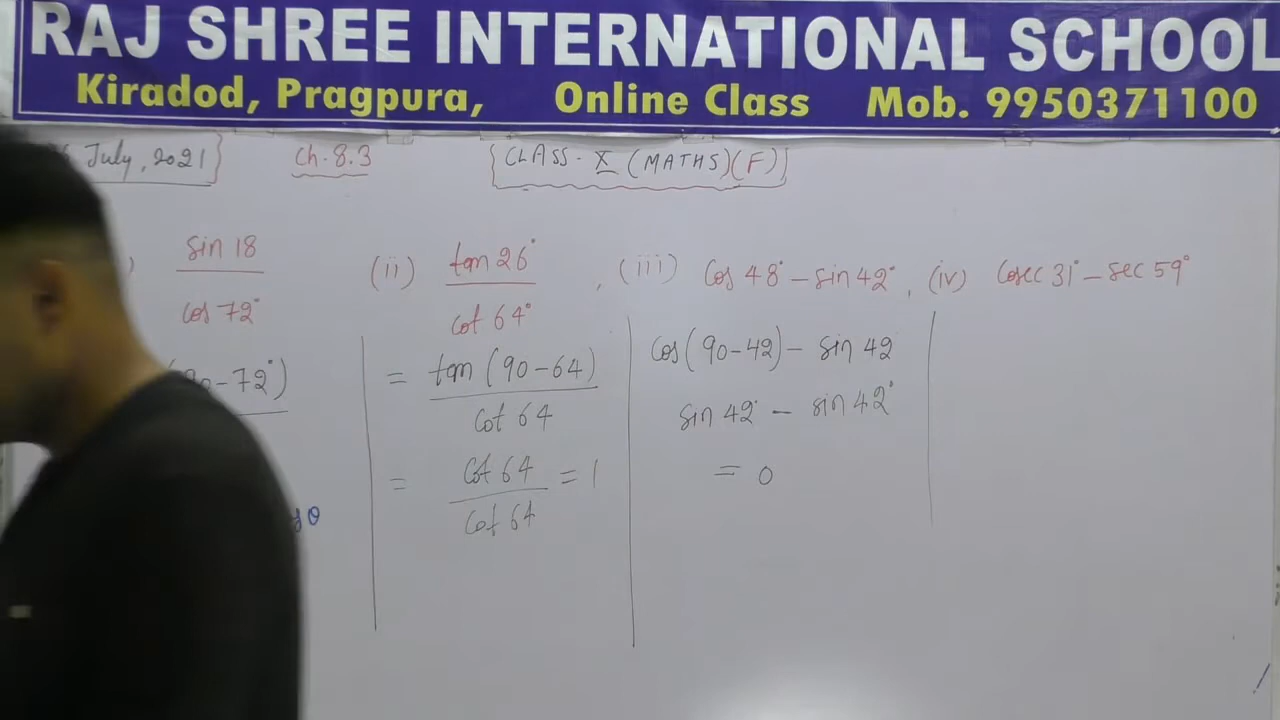 RAJ SHREE INTERNATIONAL SCHOOL
Kiradod, Pragpura, Online Class Mob. 9950371100
July, 2021] Ch. 8.3 [CLASS - X (MATHS)(F)]
sin 18 / cos 72° (ii) tan 26° / cot 64° , (iii) cos 48° - sin 42° , (iv) cosec 31° - sec 59°
90-72°)
= tan (90-64) / cot 64
= cot 64 / cot 64 = 1
cos(90-42) - sin 42
sin 42° - sin 42°
= 0